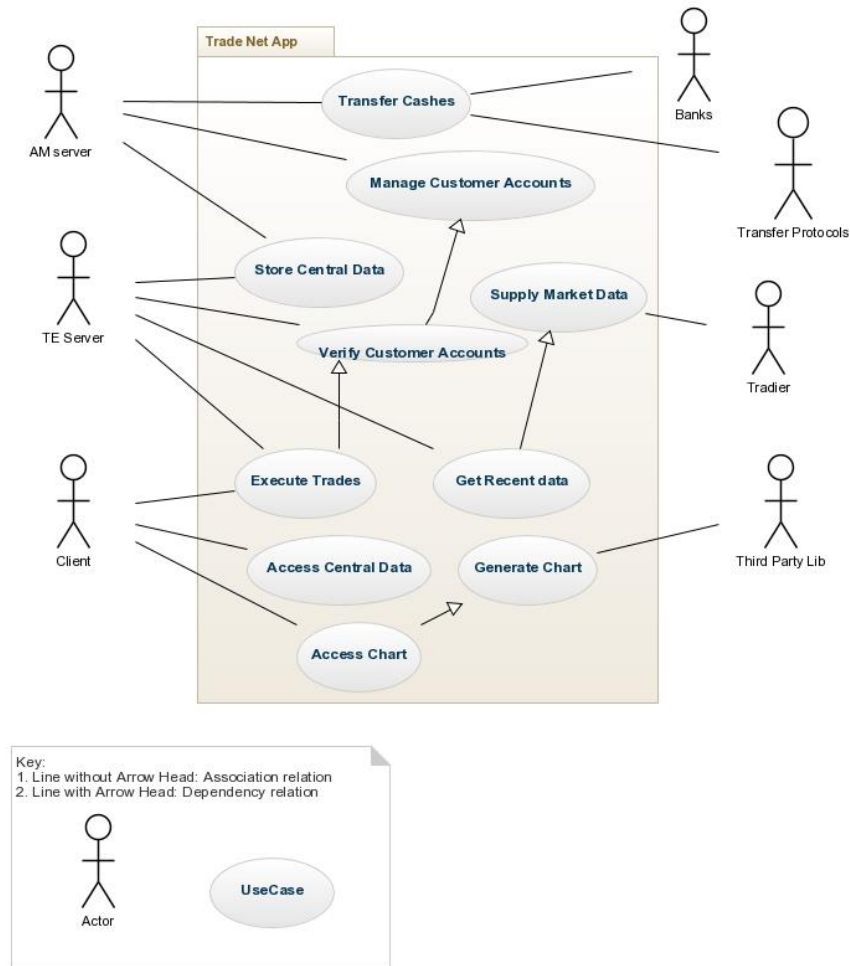 Trade Net App
Banks
Transfer Cashes
AM server
Manage Customer Accounts
Transfer Protocols
Store Central Data
Supply Market Data
TE Server
Verify Customer Accounts
Tradier
Execute Trades
Get Recent data
Client
Access Central Data
Generate Chart
Third Party Lib
Access Chart
Key:
1. Line without Arrow Head: Association relation
2. Line with Arrow Head: Dependency relation
UseCase
Actor